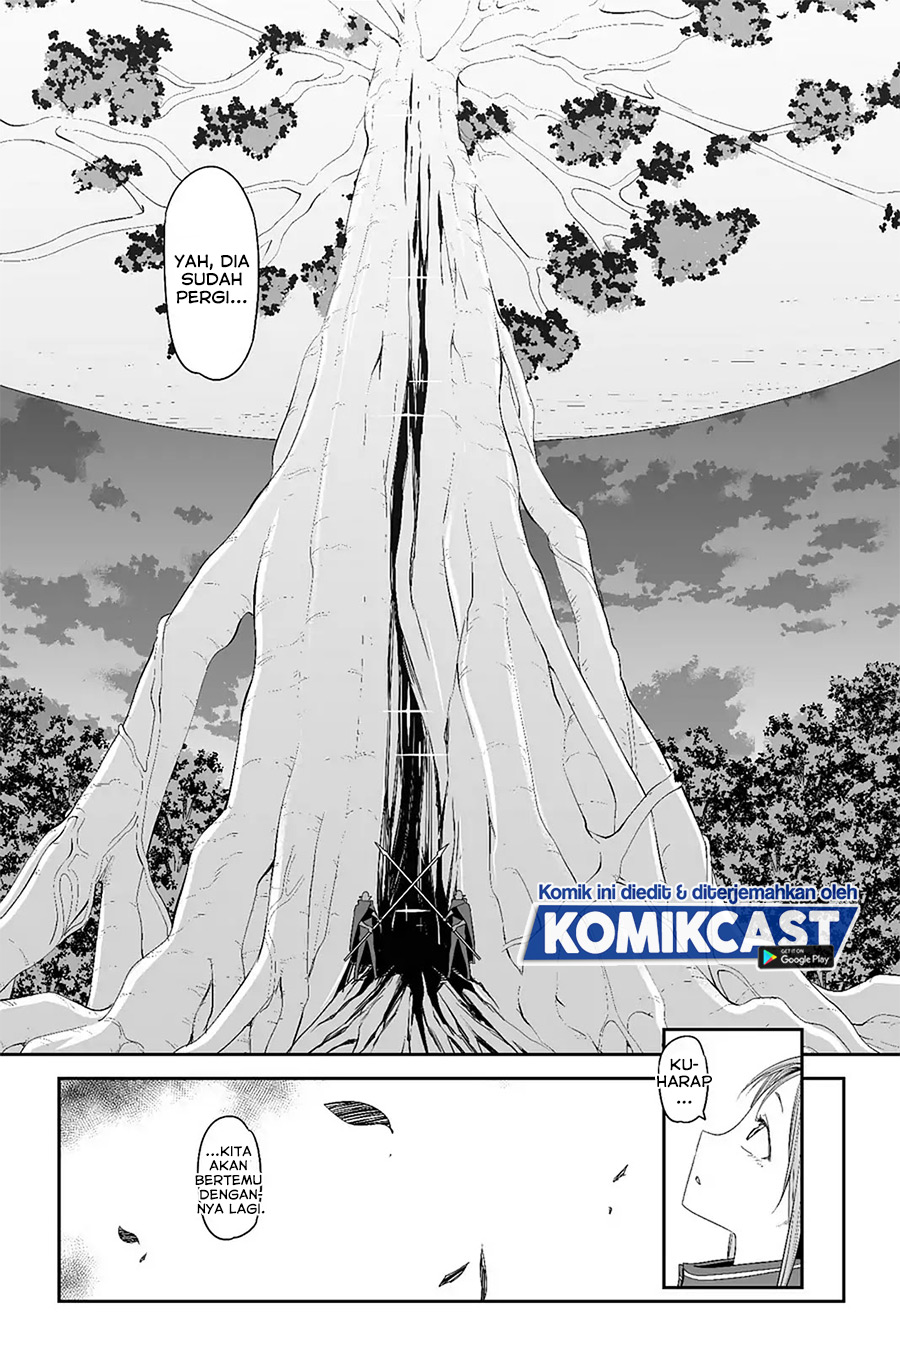 YAH, DIA
SUDAH
PERGI...
Komik ini diedit & diterjemahkan oleh
KOMIKCAST
GET IT ON
Google Play
KU-
HARAP
...
...KITA
AKAN
BERTEMU
DENGAN-
NYA LAGI.